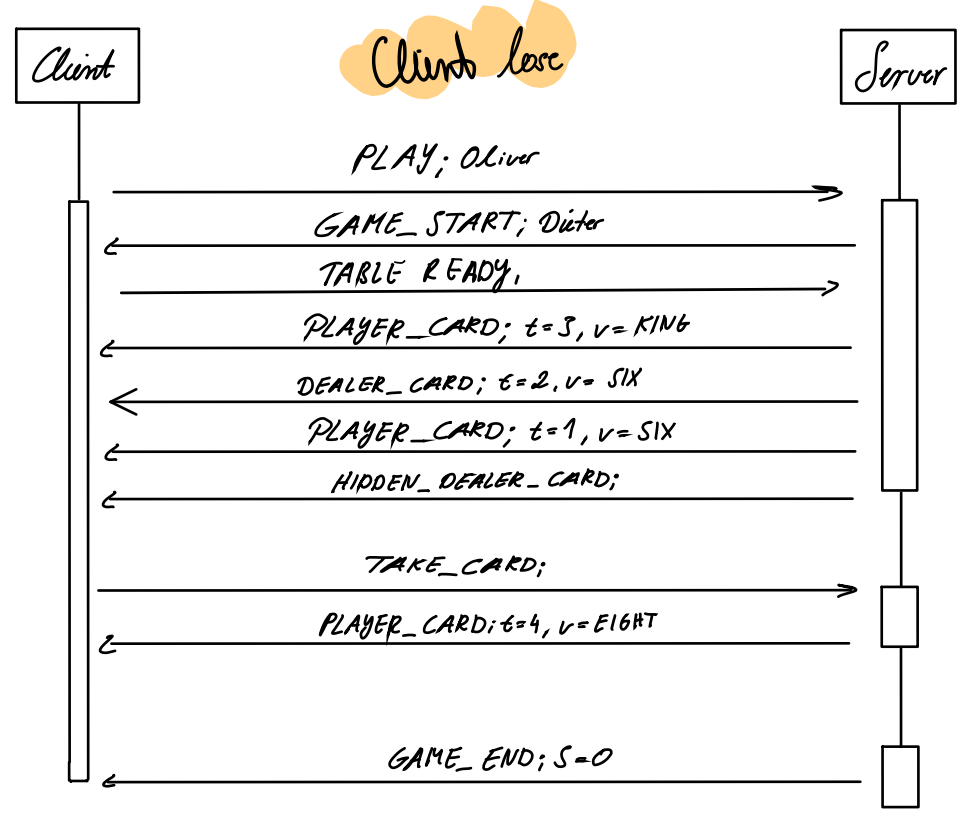 Client
Client lose
Server
PLAY; Oliver
GAME_START; Dieter
TABLE READY,
PLAYER_CARD; t=3, v=KING
DEALER_CARD; t=2, v= SIX
PLAYER_CARD; t=1, v=SIX
HIDDEN_DEALER_CARD;
TAKE_CARD;
PLAYER_CARD; t=4, v=EIGHT
GAME_END; S=0